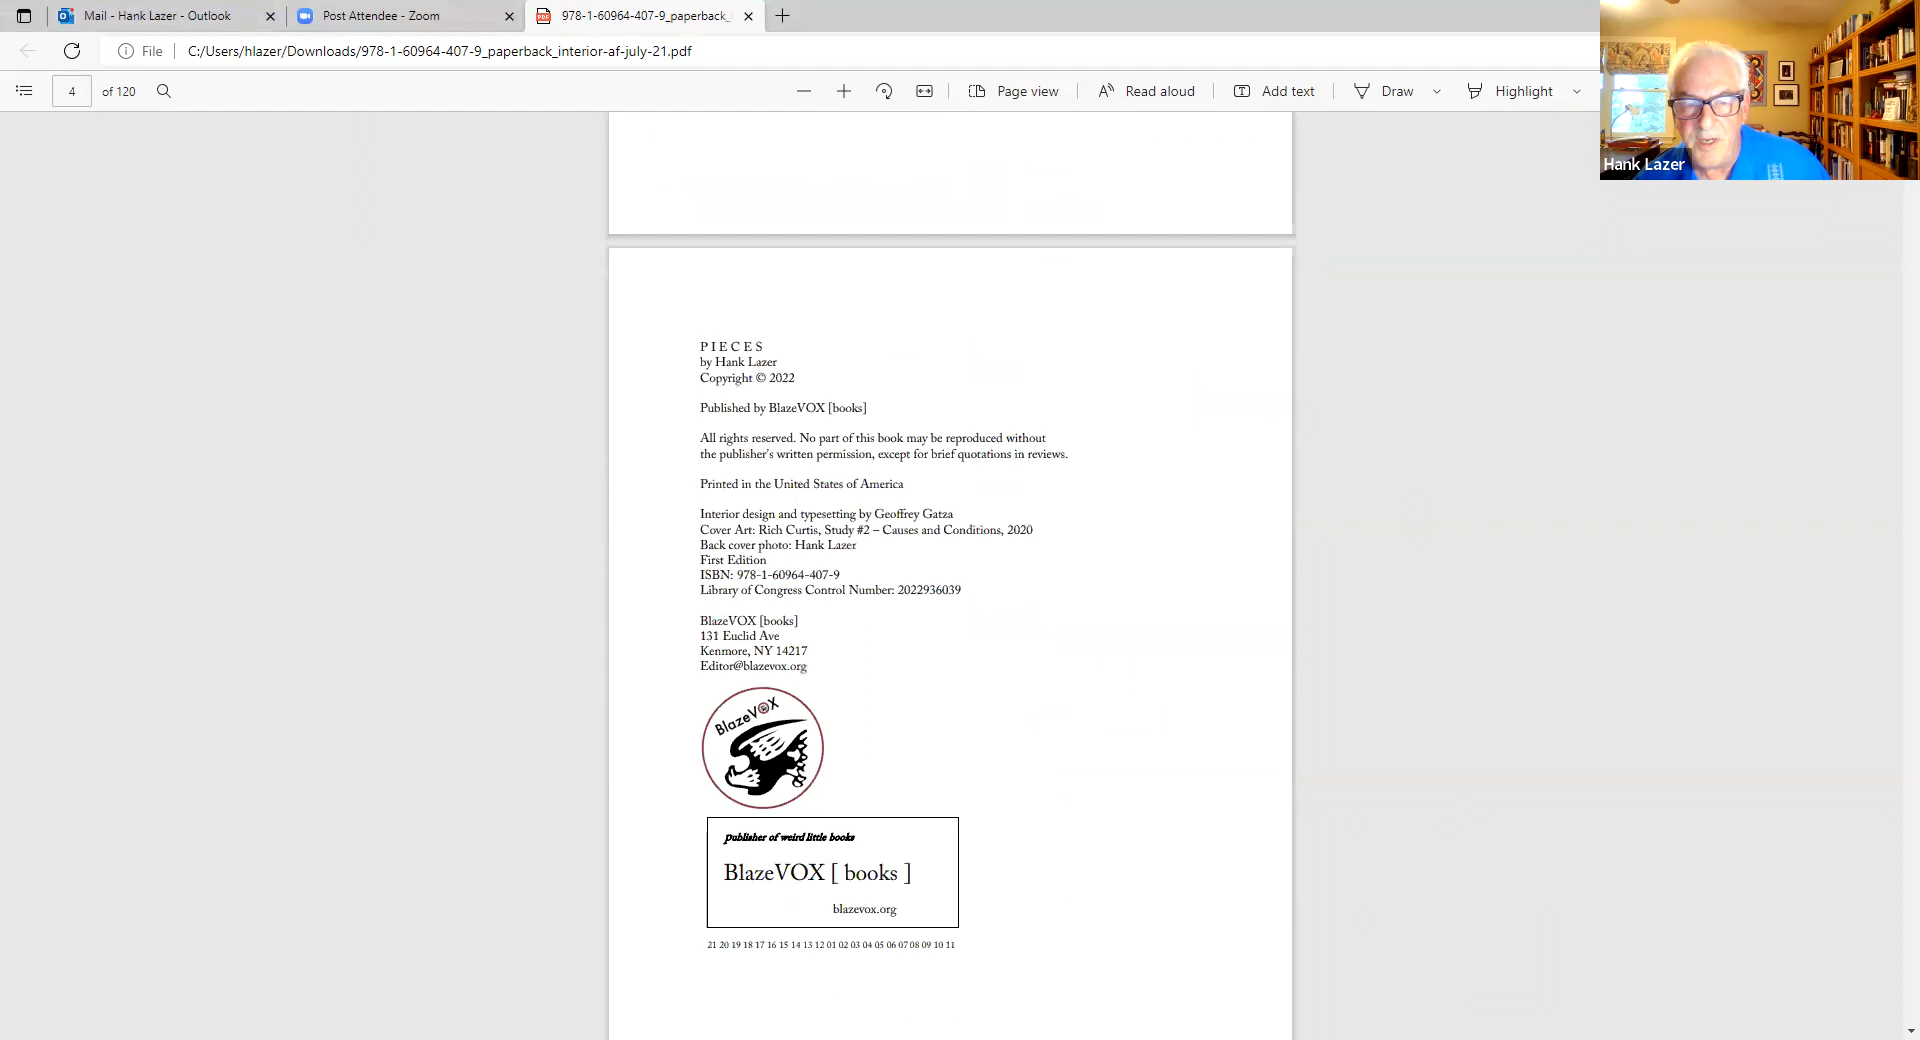 Mail - Hank Lazer - Outlook
Post Attendee - Zoom
978-1-60964-407-9_paperback_
File
C:/Users/hlazer/Downloads/978-1-60964-407-9_paperback_interior-af-july-21.pdf
4 of 120
Page view
Read aloud
Add text
Draw
Highlight
Hank Lazer
PIECES
by Hank Lazer
Copyright © 2022
Published by BlazeVOX [books]
All rights reserved. No part of this book may be reproduced without
the publisher's written permission, except for brief quotations in reviews.
Printed in the United States of America
Interior design and typesetting by Geoffrey Gatza
Cover Art: Rich Curtis, Study #2 – Causes and Conditions, 2020
Back cover photo: Hank Lazer
First Edition
ISBN: 978-1-60964-407-9
Library of Congress Control Number: 2022936039
BlazeVOX [books]
131 Euclid Ave
Kenmore, NY 14217
Editor@blazevox.org
BlazeVOX
publisher of weird little books
BlazeVOX [ books ]
blazevox.org
21 20 19 18 17 16 15 14 13 12 01 02 03 04 05 06 07 08 09 10 11